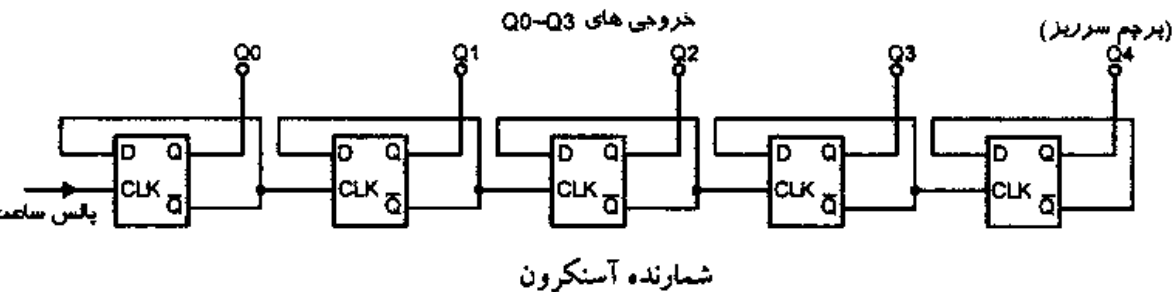 خروجی های Q0-Q3
(پرچم سرریز)
Q0 Q1 Q2 Q3 Q4
D Q D Q D Q D Q D Q
CLK CLK CLK CLK CLK
Q̅ Q̅ Q̅ Q̅ Q̅
پالس ساعت
شمارنده آسنکرون